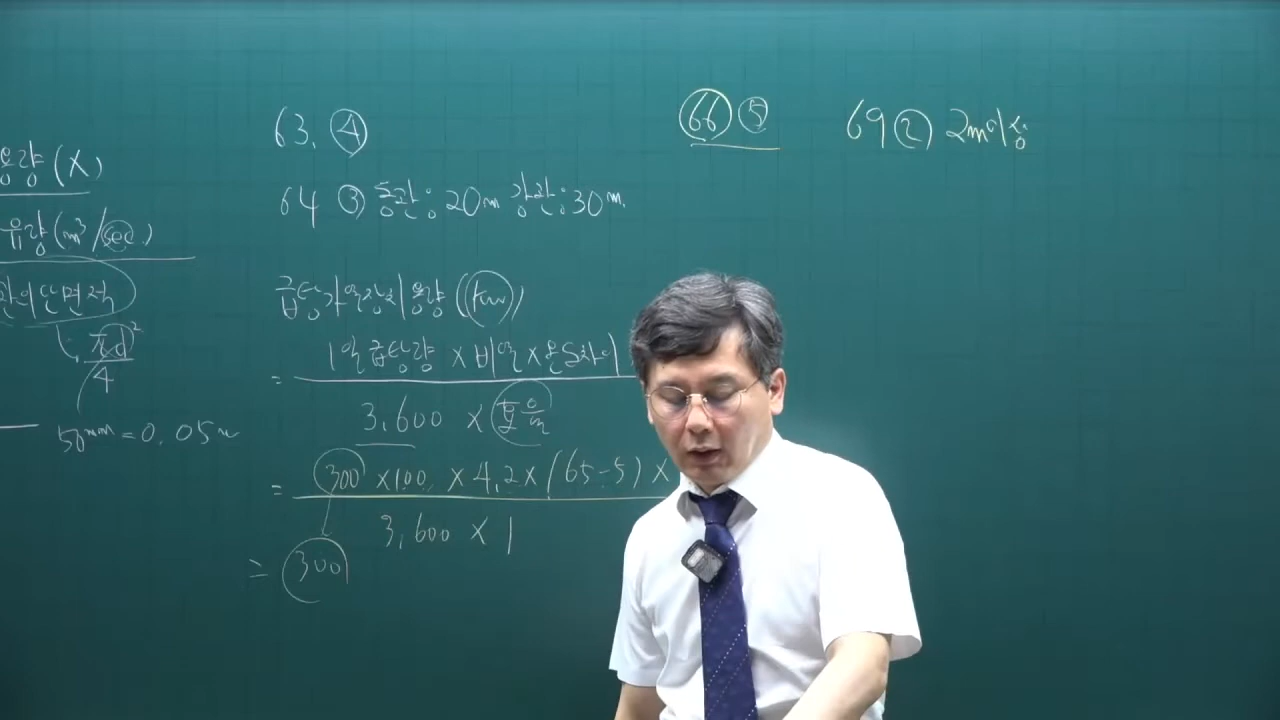 용량(X)
유량(m³/sec)
관의 단면적
πd²
4
50mm=0.05m
63. ④
64 ③ 동관; 20m 강관; 30m.
급탕가열장치용량 (kw)
= 1일급탕량 × 비열 × 온도차이
3,600 × 효율
= 300 × 100 × 4.2 × (65-5) ×
3,600 × 1
= 300
66 ⑤
69 ② 2m이상